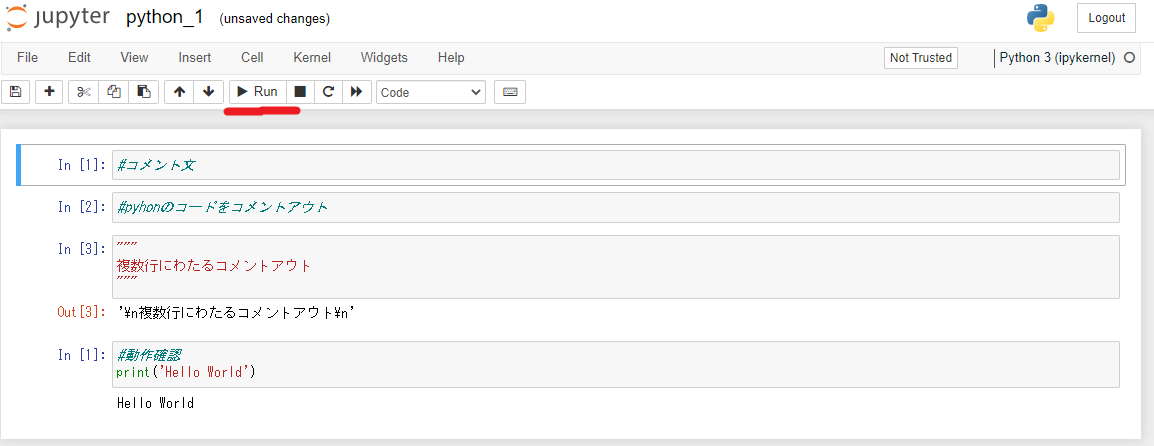 jupyter python_1 (unsaved changes) Logout
File Edit View Insert Cell Kernel Widgets Help Not Trusted Python 3 (ipykernel)
Run Code
In [1]: #コメント文
In [2]: #pyhonのコードをコメントアウト
In [3]: """
複数行にわたるコメントアウト
"""
Out[3]: '\n複数行にわたるコメントアウト\n'
In [1]: #動作確認
print('Hello World')
Hello World